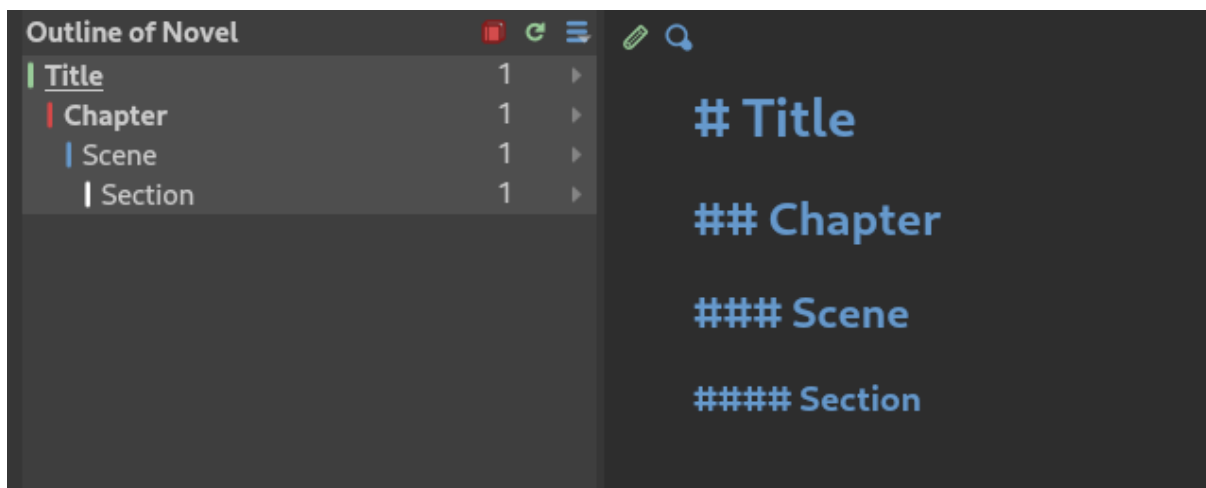 Outline of Novel
Title 1
Chapter 1
Scene 1
Section 1
# Title
## Chapter
### Scene
#### Section